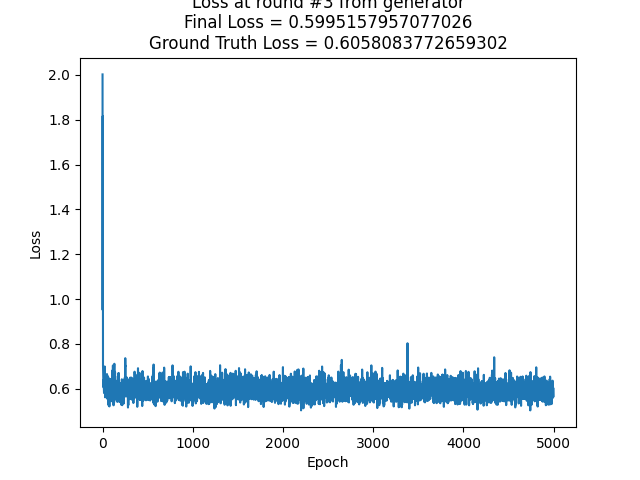 Loss at round #3 from generator
Final Loss = 0.5995157957077026
Ground Truth Loss = 0.6058083772659302
2.0
1.8
1.6
1.4
1.2
1.0
0.8
0.6
Loss
0 1000 2000 3000 4000 5000
Epoch